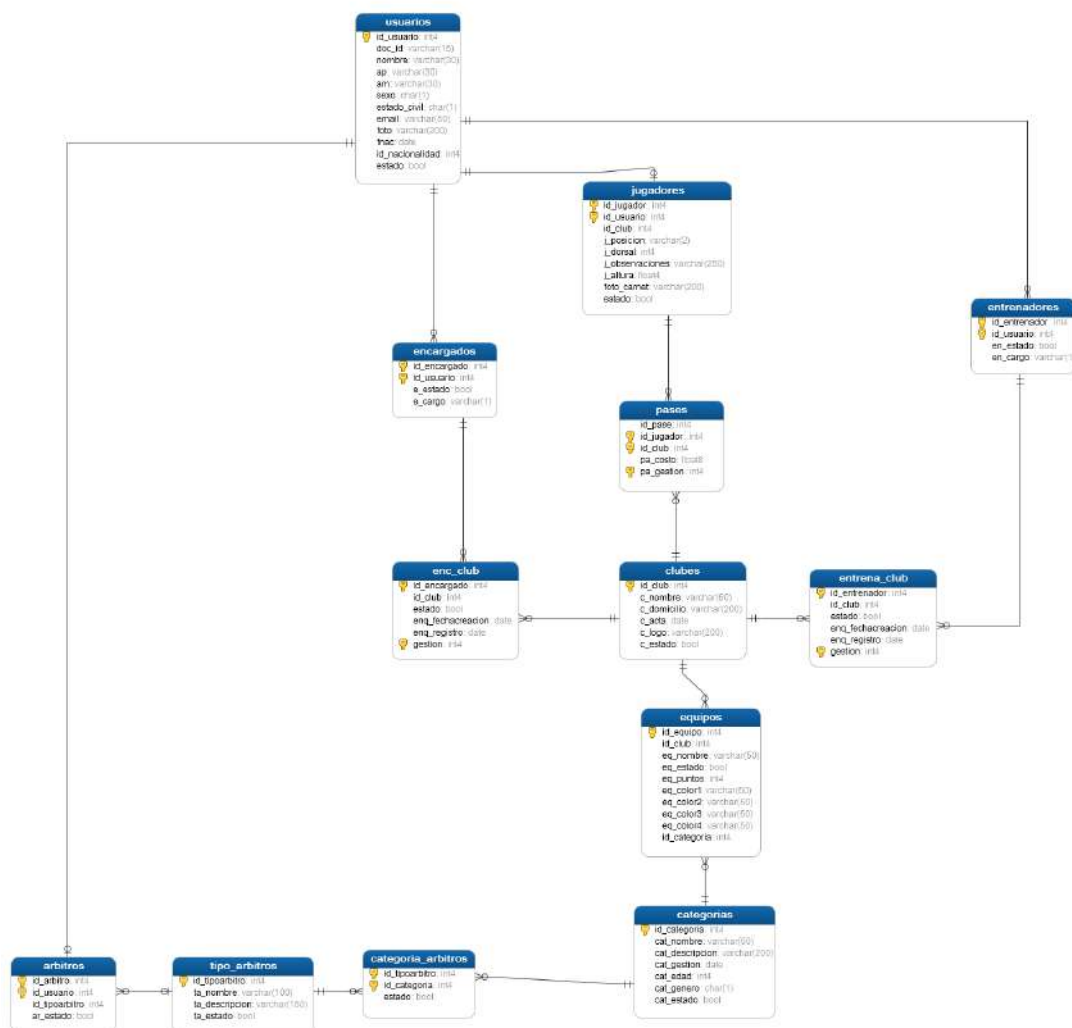 usuarios
id_usuario: int4
doc_id: varchar(15)
nombre: varchar(30)
ap: varchar(30)
am: varchar(30)
sexo: char(1)
estado_civil: char(1)
email: varchar(50)
foto: varchar(200)
fnac: date
id_nacionalidad: int4
estado: bool
jugadores
id_jugador: int4
id_usuario: int4
id_club: int4
j_posicion: varchar(2)
j_dorsal: int4
j_observaciones: varchar(250)
j_altura: float4
foto_carnet: varchar(200)
estado: bool
entrenadores
id_entrenador: int4
id_usuario: int4
en_estado: bool
en_cargo: varchar(1
encargados
id_encargado: int4
id_usuario: int4
e_estado: bool
e_cargo: varchar(1)
pases
id_pase: int4
id_jugador: int4
id_club: int4
pa_costo: float8
pa_gestion: int4
enc_club
id_encargado: int4
id_club: int4
estado: bool
enq_fechacreacion: date
enq_registro: date
gestion: int4
clubes
id_club: int4
c_nombre: varchar(60)
c_domicilio: varchar(200)
c_acta: date
c_logo: varchar(200)
c_estado: bool
entrena_club
id_entrenador: int4
id_club: int4
estado: bool
enq_fechacreacion: date
enq_registro: date
gestion: int4
equipos
id_equipo: int4
id_club: int4
eq_nombre: varchar(50)
eq_estado: bool
eq_puntos: int4
eq_color1: varchar(50)
eq_color2: varchar(50)
eq_color3: varchar(50)
eq_color4: varchar(50)
id_categoria: int4
categorias
id_categoria: int4
cat_nombre: varchar(60)
cat_descripcion: varchar(200)
cat_gestion: date
cat_edad: int4
cat_genero: char(1)
cat_estado: bool
categoria_arbitros
id_tipoarbitro: int4
id_categoria: int4
estado: bool
tipo_arbitros
id_tipoarbitro: int4
ta_nombre: varchar(100)
ta_descripcion: varchar(150)
ta_estado: bool
arbitros
id_arbitro: int4
id_usuario: int4
id_tipoarbitro: int4
ar_estado: bool